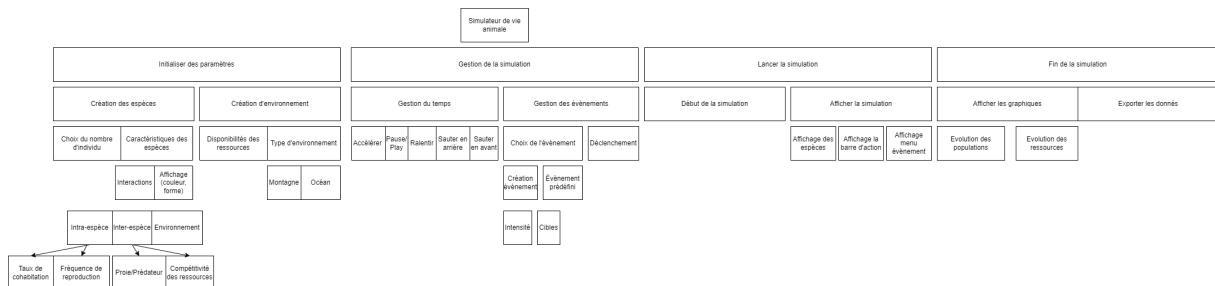 Simulateur de vie
animale
Initialiser des paramètres
Gestion de la simulation
Lancer la simulation
Fin de la simulation
Création des espèces
Création d'environnement
Gestion du temps
Gestion des évènements
Début de la simulation
Afficher la simulation
Afficher les graphiques
Exporter les donnés
Choix du nombre
d'individu
Caractéristiques des
espèces
Disponibilités des
ressources
Type d'environnement
Accélérer
Pause/
Play
Ralentir
Sauter en
arrière
Sauter
en avant
Choix de l'évènement
Déclenchement
Affichage des
espèces
Affichage la
barre d'action
Affichage
menu
évènement
Evolution des
populations
Evolution des
ressources
Interactions
Affichage
(couleur,
forme)
Montagne
Océan
Création
évènement
Évènement
prédéfini
Intra-espèce
Inter-espèce
Environnement
Intensité
Cibles
Taux de
cohabitation
Fréquence de
reproduction
Proie/Prédateur
Compétitivité
des ressources